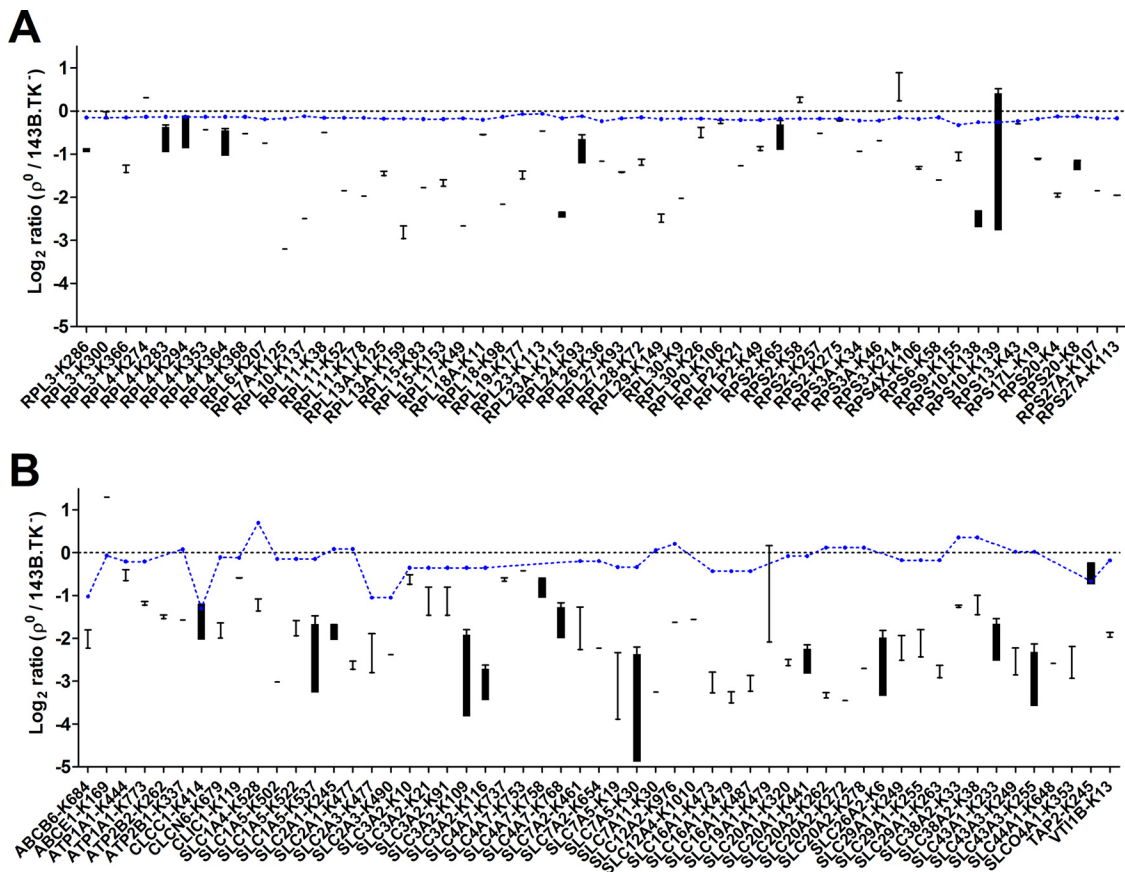 A
Log2 ratio (ρ0 / 143B.TK-)
1
0
-1
-2
-3
-4
-5
RPL3-K286
RPL3-K300
RPL3-K366
RPL4-K274
RPL4-K283
RPL4-K294
RPL4-K353
RPL4-K364
RPL4-K368
RPL6-K207
RPL7A-K125
RPL10-K137
RPL11-K38
RPL11-K52
RPL11-K178
RPL13A-K125
RPL13A-K159
RPL15-K83
RPL15-K153
RPL17-K49
RPL18A-K11
RPL18-K98
RPL19-K177
RPL23-K113
RPL23A-K115
RPL24-K93
RPL26-K36
RPL27-K93
RPL28-K72
RPL29-K149
RPL30-K9
RPL30-K26
RPLP0-K106
RPLP2-K21
RPLP2-K49
RPS2-K65
RPS2-K58
RPS2-K257
RPS2-K275
RPS3A-K34
RPS3A-K46
RPS3-K214
RPS4X-K106
RPS6-K58
RPS9-K155
RPS10-K138
RPS10-K139
RPS13-K43
RPS17L-K19
RPS20-K4
RPS20-K8
RPS27A-K107
RPS27A-K113
B
Log2 ratio (ρ0 / 143B.TK-)
1
0
-1
-2
-3
-4
-5
ABCB6-K684
ABCE1-K169
ATP1A1-K444
ATP1A1-K773
ATP2B2-K262
ATP2B1-K337
CLCC1-K414
CLCN6-K679
CLIC1-K119
SLC1A4-K528
SLC1A5-K502
SLC1A5-K522
SLC1A5-K537
SLC2A1-K245
SLC2A1-K477
SLC2A3-K477
SLC2A3-K490
SLC3A2-K10
SLC3A2-K21
SLC3A2-K91
SLC3A2-K109
SLC3A2-K116
SLC4A7-K737
SLC4A7-K753
SLC4A7-K758
SLC4A7-K768
SLC7A2-K461
SLC7A2-K654
SLC7A5-K19
SLC7A5-K30
SLC7A11-K30
SLC12A2-K976
SLC12A4-K1010
SLC16A1-K473
SLC16A1-K479
SLC16A1-K487
SLC19A1-K479
SLC20A1-K320
SLC20A1-K441
SLC20A2-K262
SLC20A2-K272
SLC20A2-K278
SLC26A2-K6
SLC29A1-K249
SLC29A1-K255
SLC29A1-K263
SLC38A2-K33
SLC38A2-K38
SLC43A3-K233
SLC43A3-K249
SLC43A3-K255
SLC44A1-K648
SLCO4A1-K353
TAP2-K245
VTI1B-K13